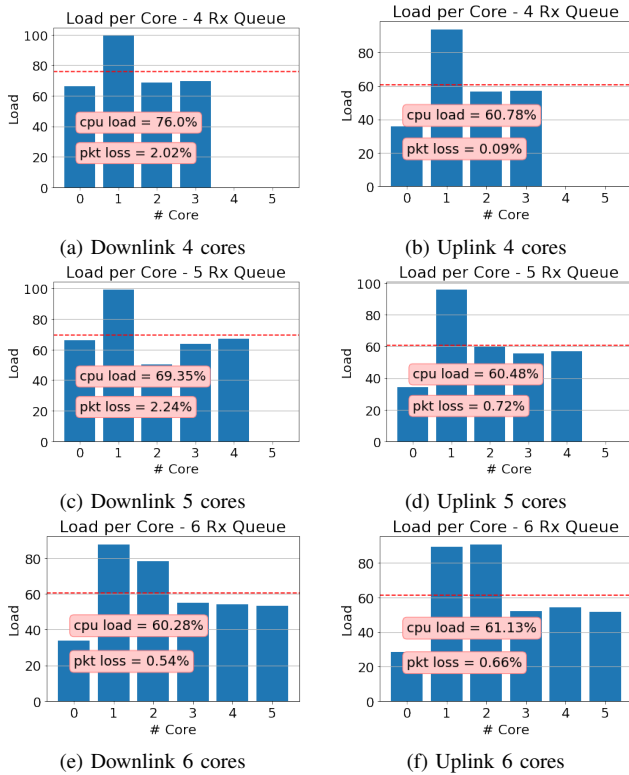 Load per Core - 4 Rx Queue
100
80
60
40
20
0
Load
cpu load = 76.0%
pkt loss = 2.02%
0 1 2 3 4 5
# Core
(a) Downlink 4 cores
Load per Core - 4 Rx Queue
80
60
40
20
0
Load
cpu load = 60.78%
pkt loss = 0.09%
0 1 2 3 4 5
# Core
(b) Uplink 4 cores
Load per Core - 5 Rx Queue
100
80
60
40
20
0
Load
cpu load = 69.35%
pkt loss = 2.24%
0 1 2 3 4 5
# Core
(c) Downlink 5 cores
Load per Core - 5 Rx Queue
100
80
60
40
20
0
Load
cpu load = 60.48%
pkt loss = 0.72%
0 1 2 3 4 5
# Core
(d) Uplink 5 cores
Load per Core - 6 Rx Queue
80
60
40
20
0
Load
cpu load = 60.28%
pkt loss = 0.54%
0 1 2 3 4 5
# Core
(e) Downlink 6 cores
Load per Core - 6 Rx Queue
80
60
40
20
0
Load
cpu load = 61.13%
pkt loss = 0.66%
0 1 2 3 4 5
# Core
(f) Uplink 6 cores